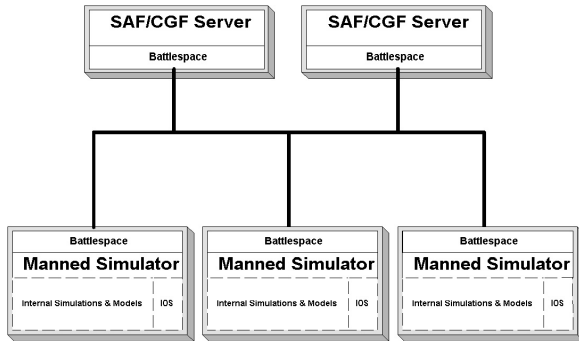 SAF/CGF Server
Battlespace
SAF/CGF Server
Battlespace
Battlespace
Manned Simulator
Internal Simulations & Models
IOS
Battlespace
Manned Simulator
Internal Simulations & Models
IOS
Battlespace
Manned Simulator
Internal Simulations & Models
IOS